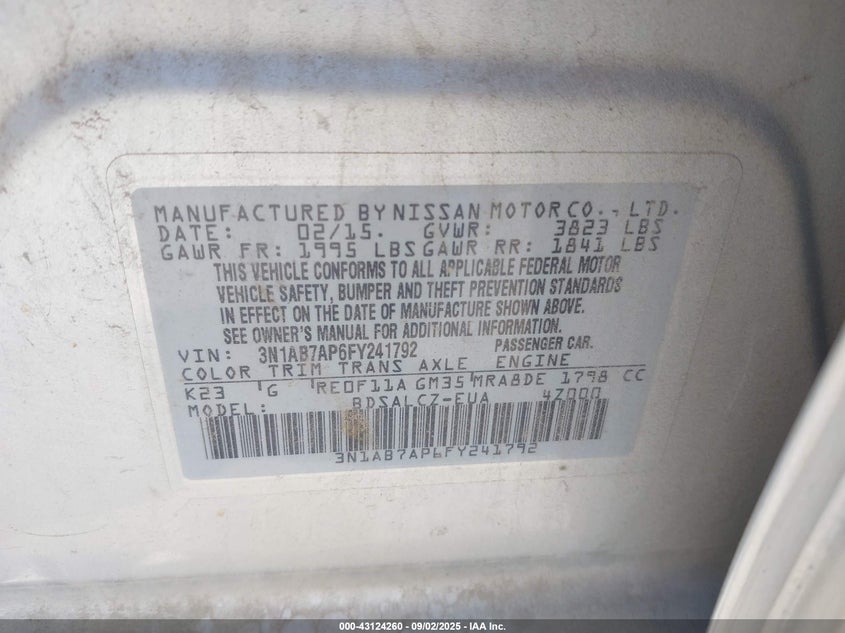 MANUFACTURED BY NISSAN MOTOR CO., LTD.
DATE: 02/15. GVWR: 3823 LBS
GAWR FR: 1995 LBS GAWR RR: 1841 LBS
THIS VEHICLE CONFORMS TO ALL APPLICABLE FEDERAL MOTOR
VEHICLE SAFETY, BUMPER AND THEFT PREVENTION STANDARDS
IN EFFECT ON THE DATE OF MANUFACTURE SHOWN ABOVE.
SEE OWNER'S MANUAL FOR ADDITIONAL INFORMATION.
VIN: 3N1AB7AP6FY241792 PASSENGER CAR.
COLOR TRIM TRANS AXLE ENGINE
K23 'G 'RE0F11A GM35'MRA8DE 1798 CC
MODEL: BDSALCZ-EUA 4Z000
3N1AB7AP6FY241792
000-43124260 - 09/02/2025 - IAA Inc.